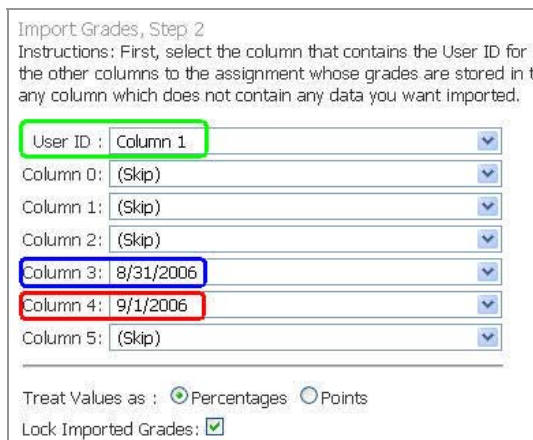 Import Grades, Step 2
Instructions: First, select the column that contains the User ID for
the other columns to the assignment whose grades are stored in t
any column which does not contain any data you want imported.
User ID : Column 1
Column 0: (Skip)
Column 1: (Skip)
Column 2: (Skip)
Column 3: 8/31/2006
Column 4: 9/1/2006
Column 5: (Skip)
Treat Values as : Percentages Points
Lock Imported Grades: